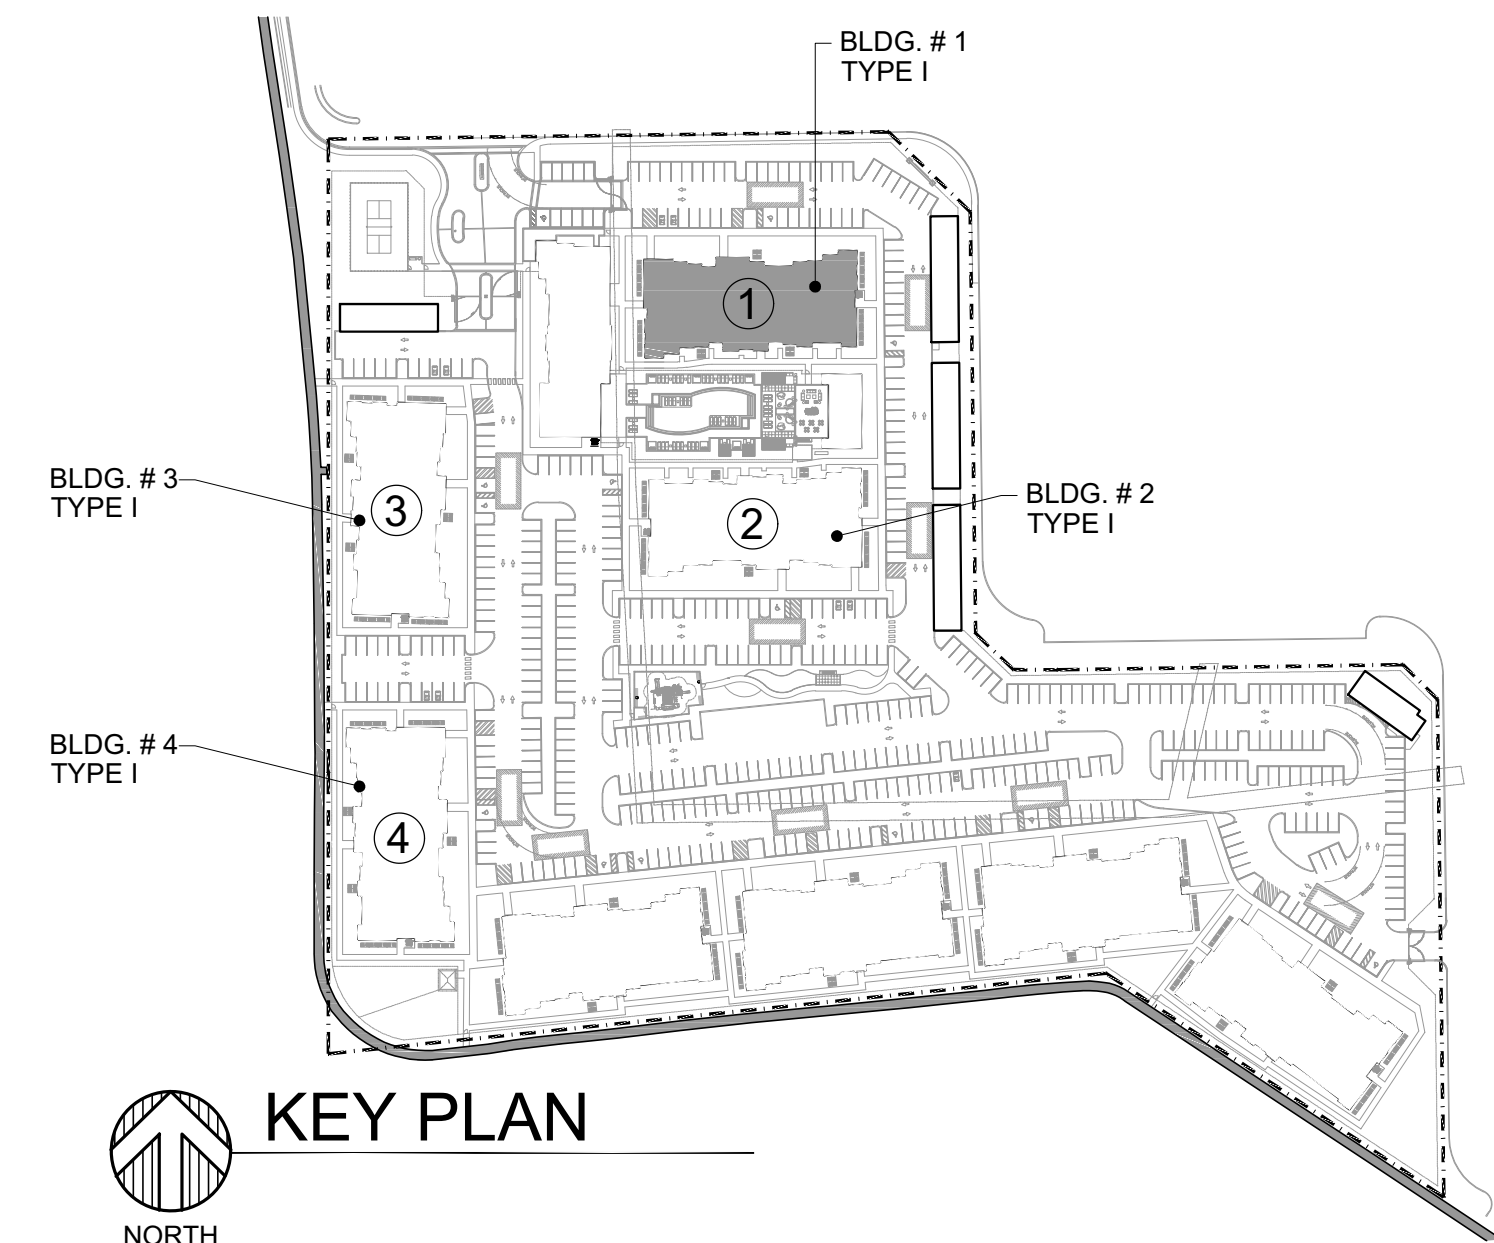 BLDG. # 1
TYPE I
1
BLDG. # 3
TYPE I
3
2
BLDG. # 2
TYPE I
BLDG. # 4
TYPE I
4
KEY PLAN
NORTH